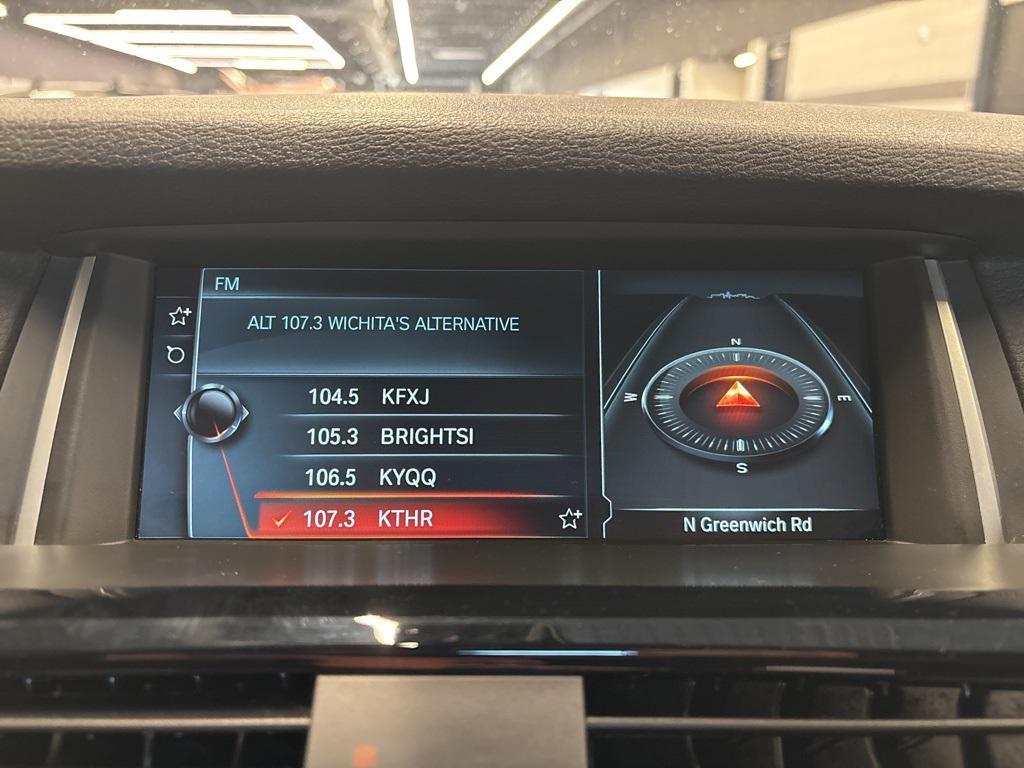 FM
ALT 107.3 WICHITA'S ALTERNATIVE
104.5 KFXJ
105.3 BRIGHTSI
106.5 KYQQ
107.3 KTHR
N
W
E
S
N Greenwich Rd